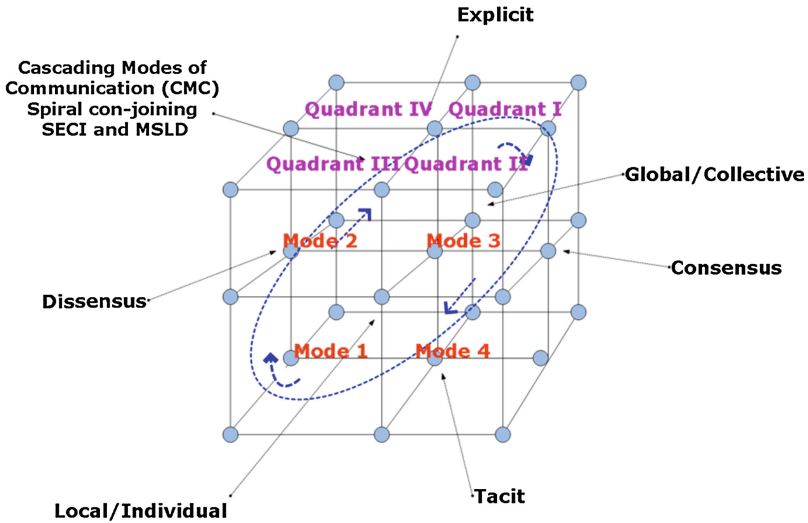 Explicit
Cascading Modes of
Communication (CMC)
Spiral con-joining
SECI and MSLD
Quadrant IV
Quadrant I
Quadrant III
Quadrant II
Global/Collective
Mode 2
Mode 3
Consensus
Dissensus
Mode 1
Mode 4
Tacit
Local/Individual